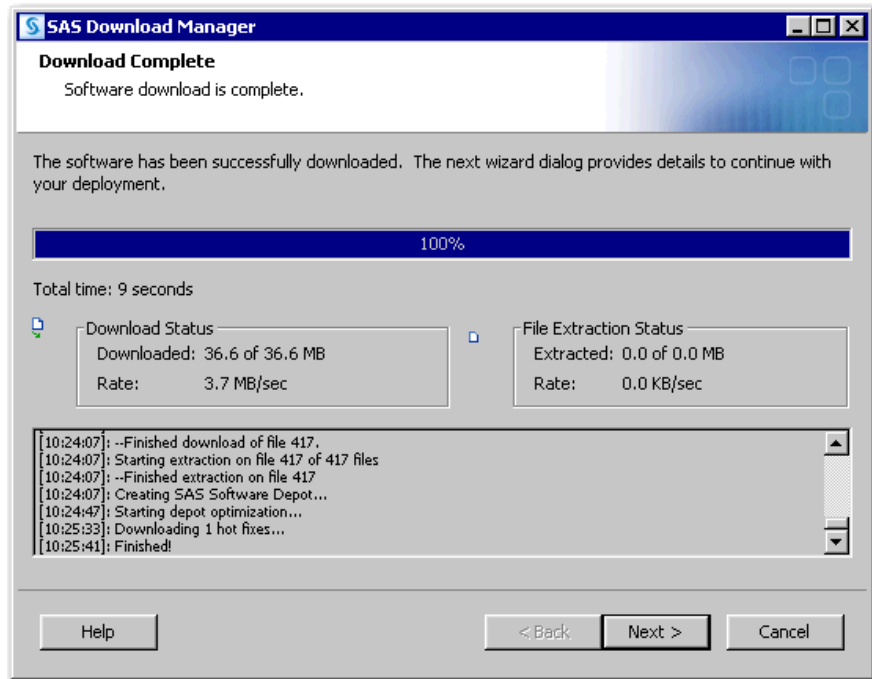 SAS Download Manager
Download Complete
Software download is complete.
The software has been successfully downloaded. The next wizard dialog provides details to continue with
your deployment.
100%
Total time: 9 seconds
Download Status
Downloaded: 36.6 of 36.6 MB
Rate: 3.7 MB/sec
File Extraction Status
Extracted: 0.0 of 0.0 MB
Rate: 0.0 KB/sec
[10:24:07]: --Finished download of file 417.
[10:24:07]: Starting extraction on file 417 of 417 files
[10:24:07]: --Finished extraction on file 417
[10:24:07]: Creating SAS Software Depot...
[10:24:47]: Starting depot optimization...
[10:25:33]: Downloading 1 hot fixes...
[10:25:41]: Finished!
Help
< Back
Next >
Cancel